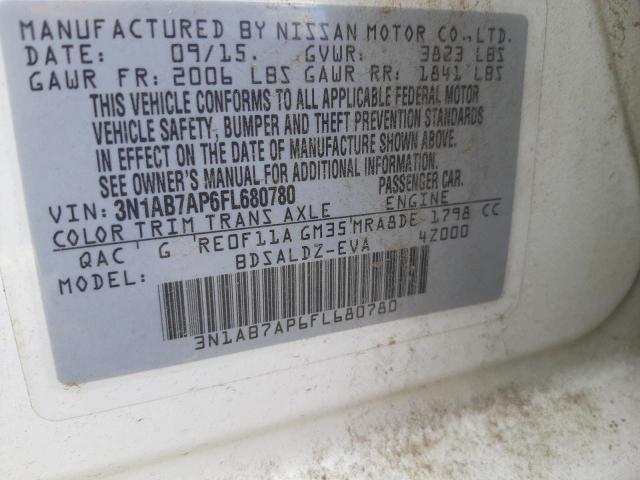 MANUFACTURED BY NISSAN MOTOR CO.,LTD.
DATE: 09/15. GVWR: 3823 LBS
GAWR FR: 2006 LBS GAWR RR: 1841 LBS
THIS VEHICLE CONFORMS TO ALL APPLICABLE FEDERAL MOTOR
VEHICLE SAFETY, BUMPER AND THEFT PREVENTION STANDARDS
IN EFFECT ON THE DATE OF MANUFACTURE SHOWN ABOVE.
SEE OWNER'S MANUAL FOR ADDITIONAL INFORMATION.
PASSENGER CAR
VIN: 3N1AB7AP6FL680780
COLOR TRIM TRANS AXLE ENGINE
QAC G RE0F11A GM35 MRA8DE 1798 CC
MODEL: BDSALDZ-EVA 4Z000
3N1AB7AP6FL680780